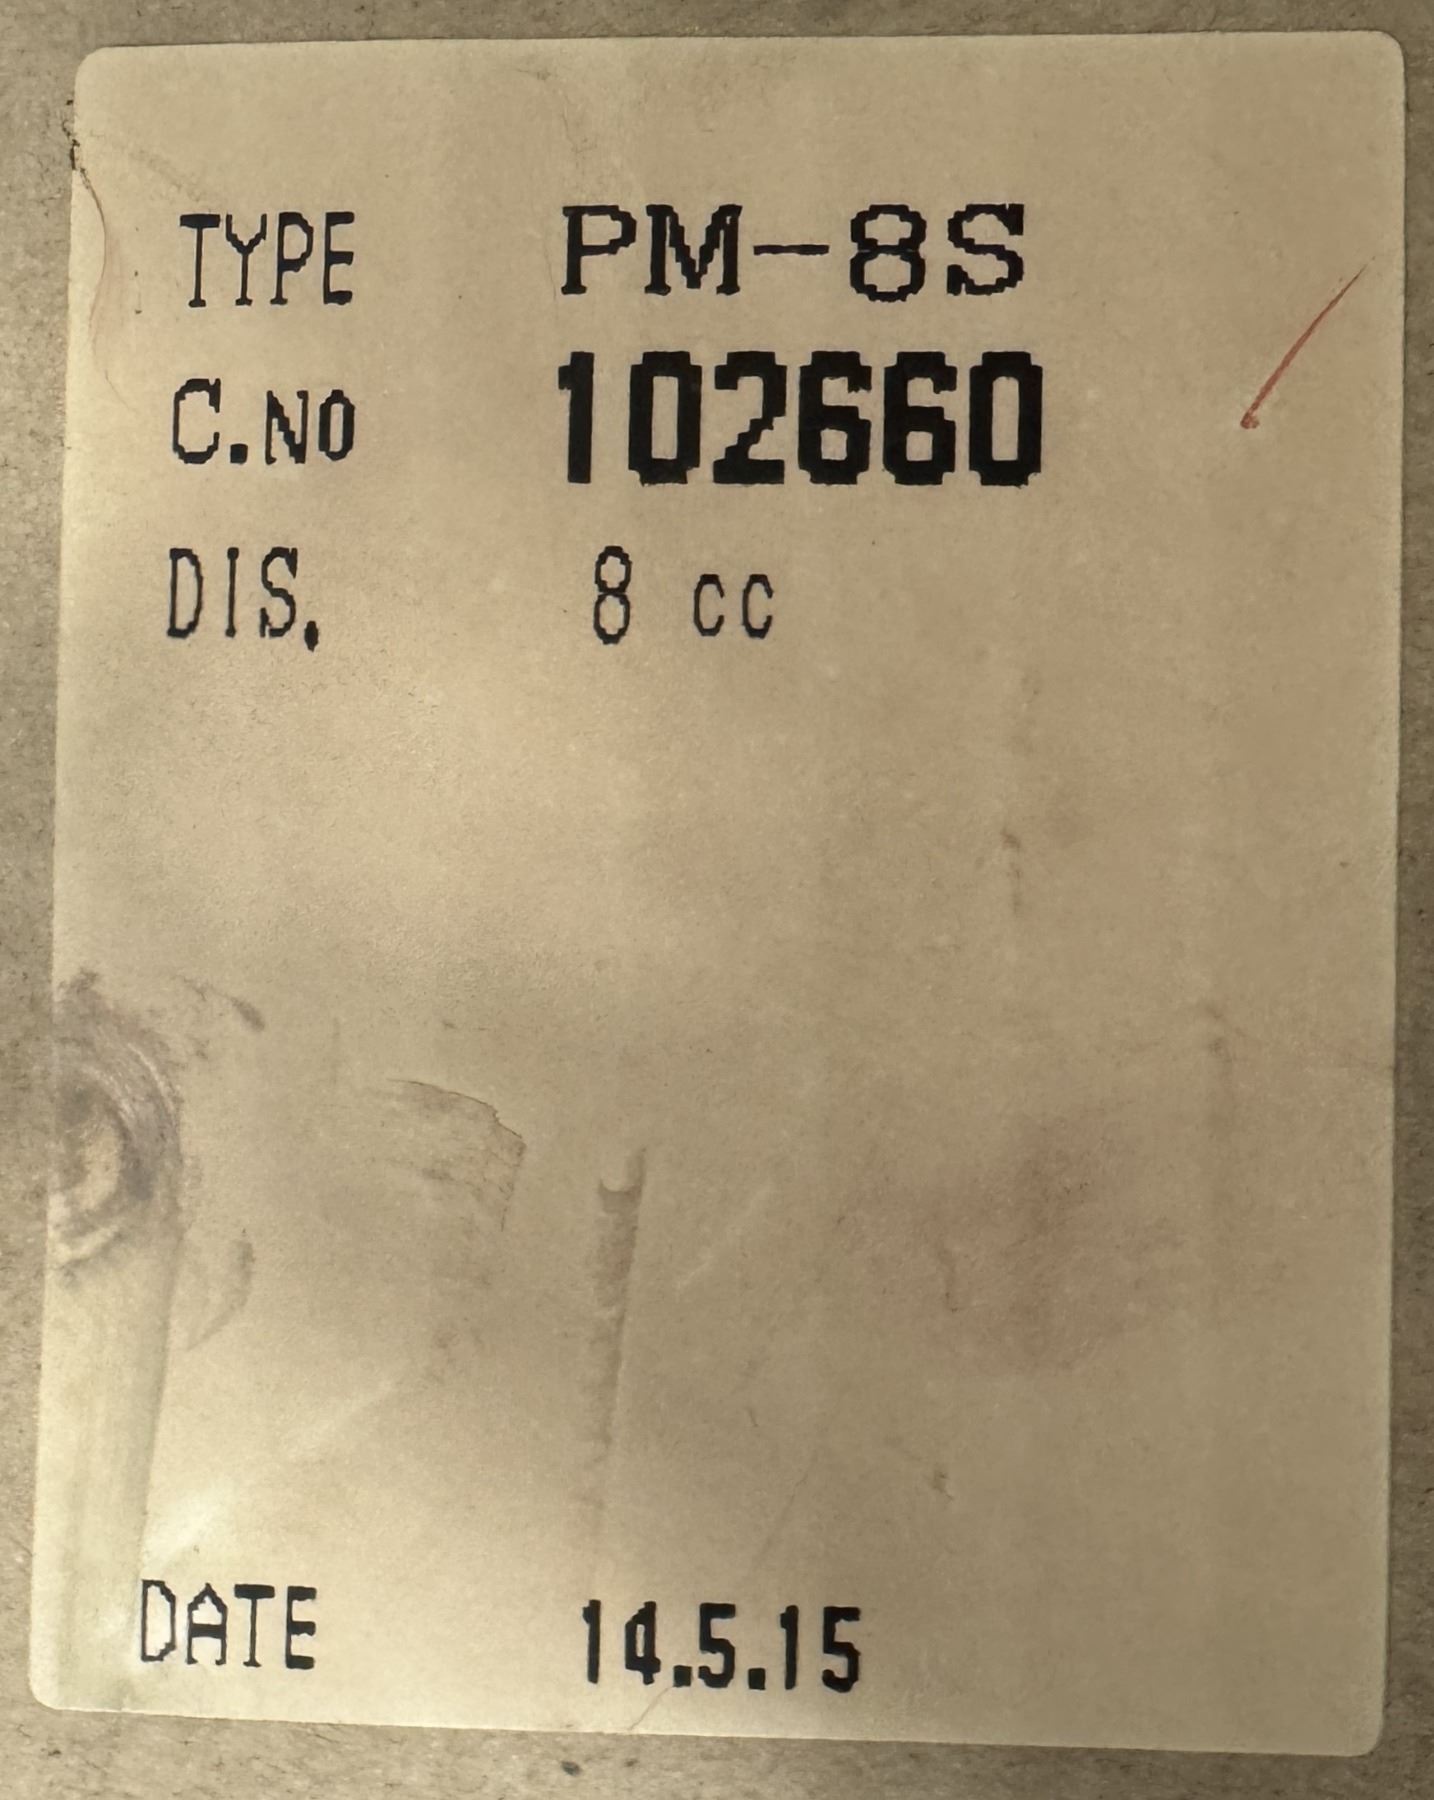 TYPE PM-8S
C.NO 102660
DIS. 8 cc
DATE 14.5.15